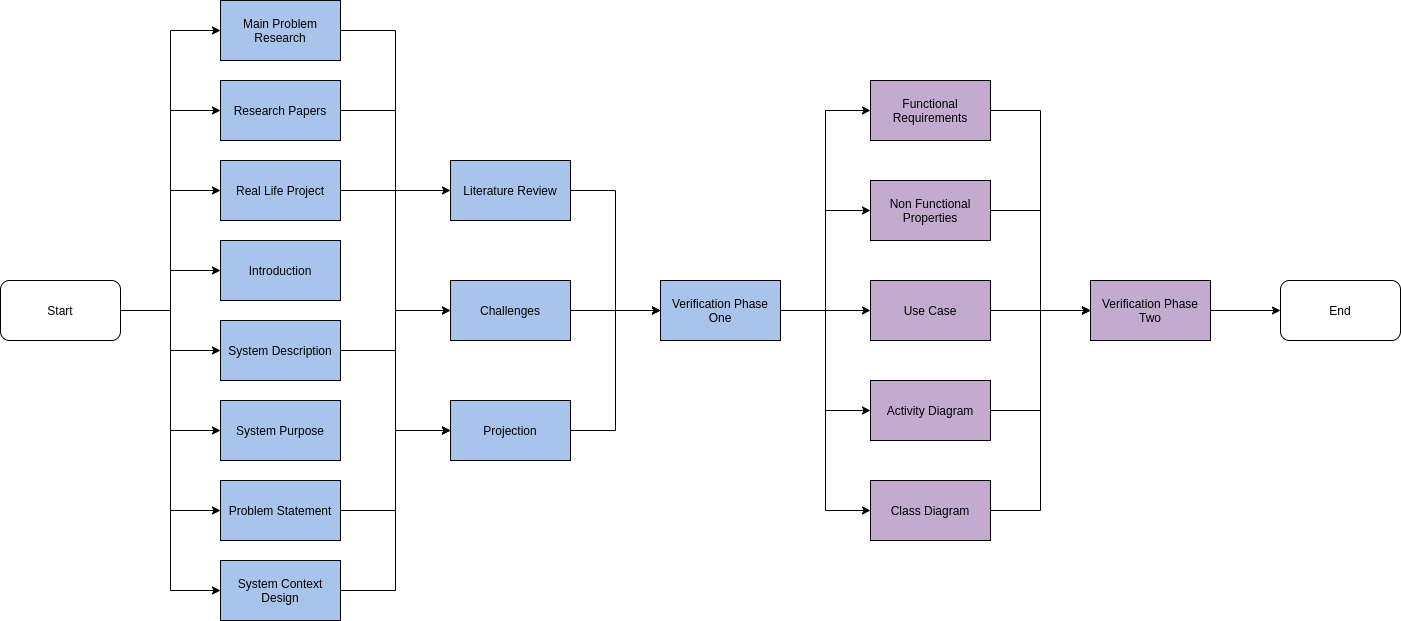 Start
Main Problem
Research
Research Papers
Real Life Project
Introduction
System Description
System Purpose
Problem Statement
System Context
Design
Literature Review
Challenges
Projection
Verification Phase
One
Functional
Requirements
Non Functional
Properties
Use Case
Activity Diagram
Class Diagram
Verification Phase
Two
End